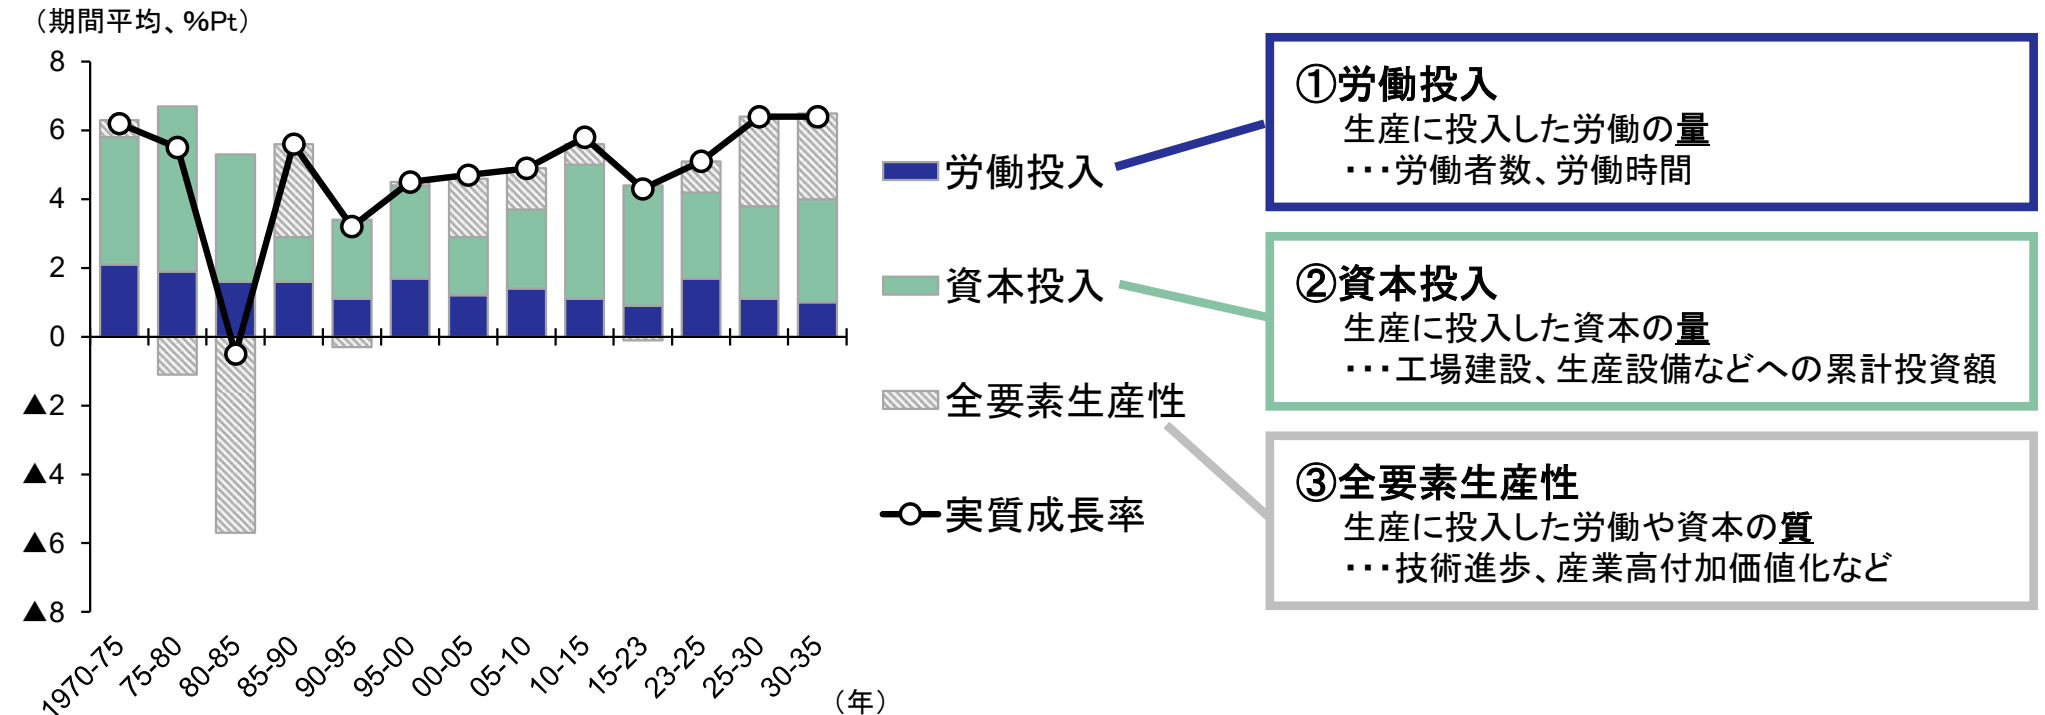 （期間平均、%Pt）
8
6
4
2
0
▲2
▲4
▲6
▲8
1970-75
75-80
80-85
85-90
90-95
95-00
00-05
05-10
10-15
15-23
23-25
25-30
30-35
（年）
労働投入
資本投入
全要素生産性
実質成長率
①労働投入
生産に投入した労働の量
・・・労働者数、労働時間
②資本投入
生産に投入した資本の量
・・・工場建設、生産設備などへの累計投資額
③全要素生産性
生産に投入した労働や資本の質
・・・技術進歩、産業高付加価値化など